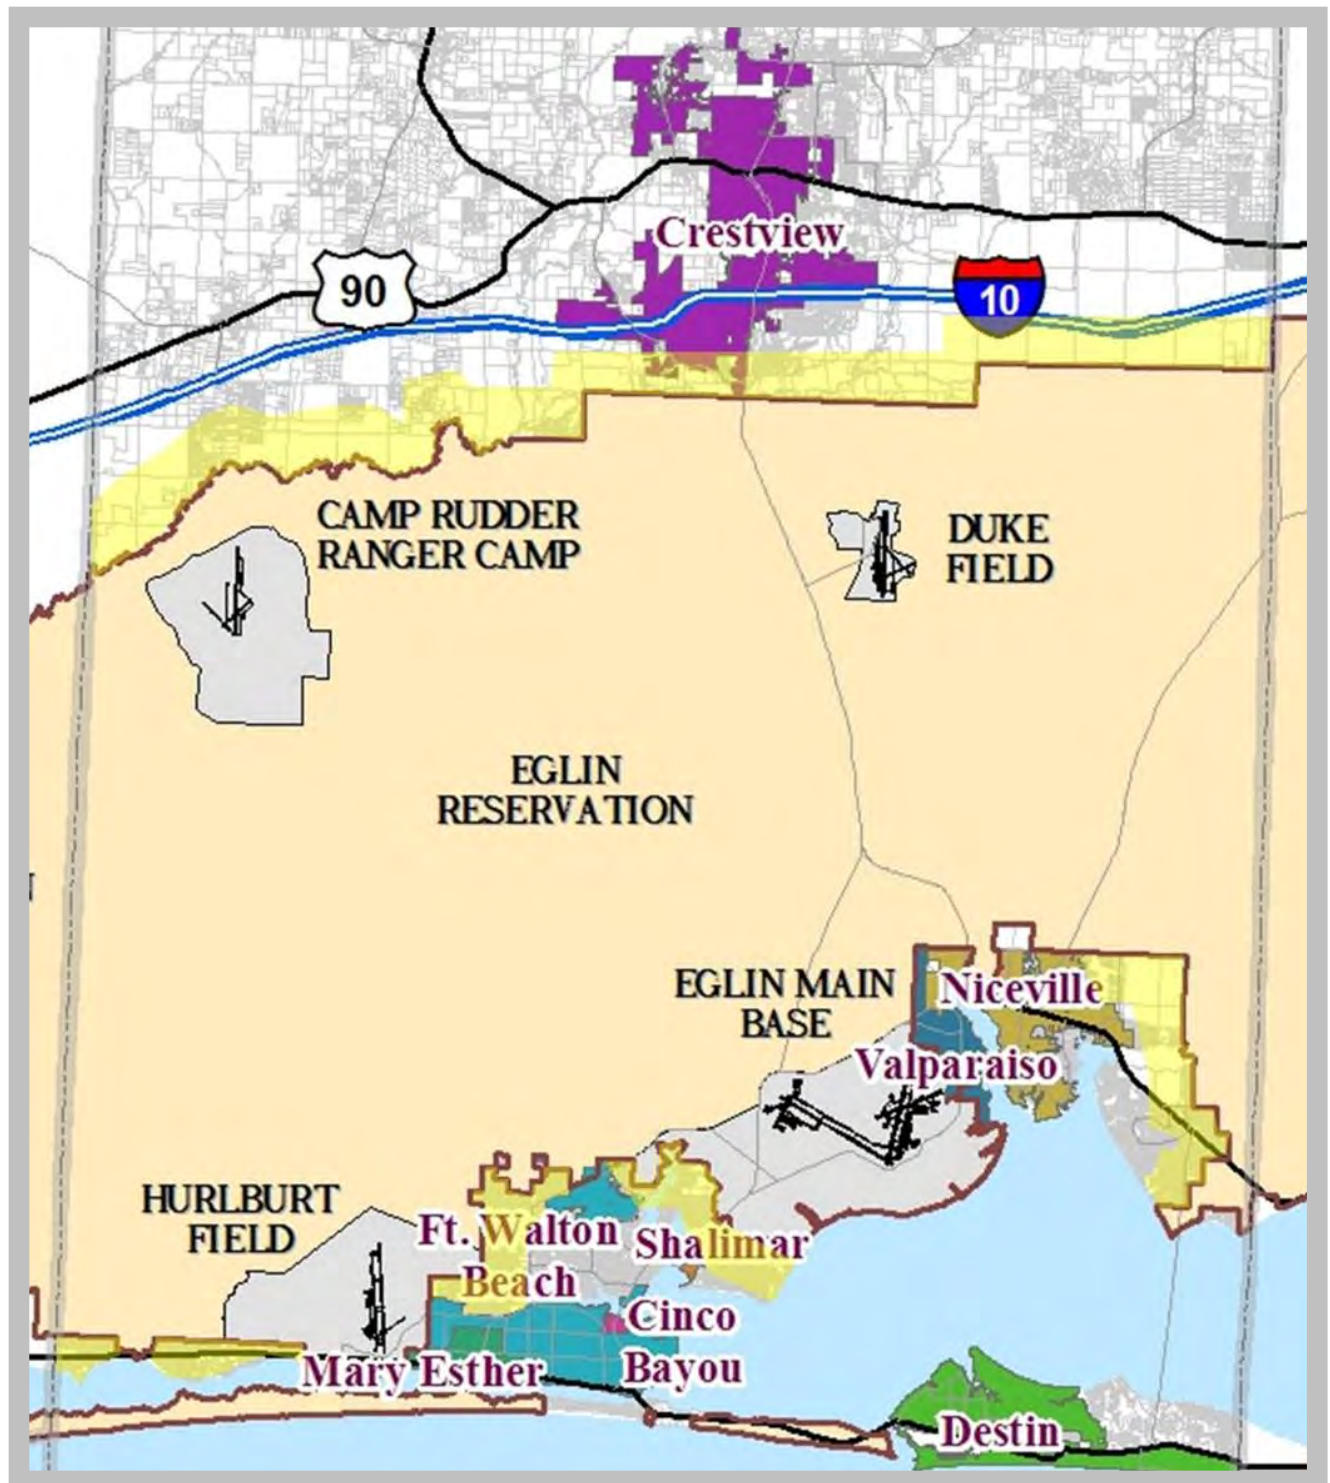 Crestview
90
10
CAMP RUDDER
RANGER CAMP
DUKE
FIELD
EGLIN
RESERVATION
EGLIN MAIN
BASE
Niceville
Valparaiso
HURLBURT
FIELD
Ft. Walton
Beach
Shalimar
Cinco
Bayou
Mary Esther
Destin